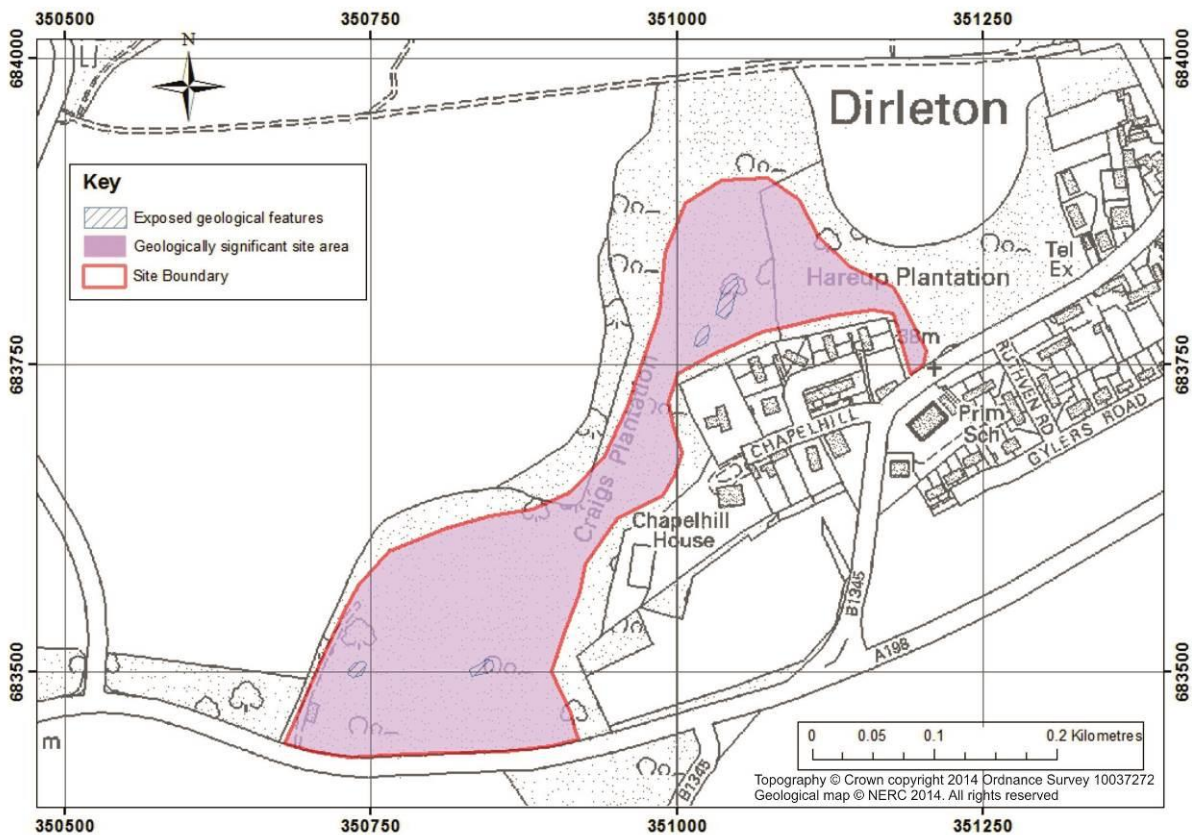 350500
350750
351000
351250
684000
684000
N
Dirleton
Key
Exposed geological features
Geologically significant site area
Site Boundary
Tel
Ex
Hareup Plantation
38m
683750
683750
Craigs Plantation
RUTHVEN RD
CHAPELHILL
Prim
Sch
GYLERS ROAD
Chapelhill
House
B1345
A198
683500
683500
m
B1345
0 0.05 0.1 0.2 Kilometres
Topography © Crown copyright 2014 Ordnance Survey 10037272
Geological map © NERC 2014. All rights reserved
350500
350750
351000
351250